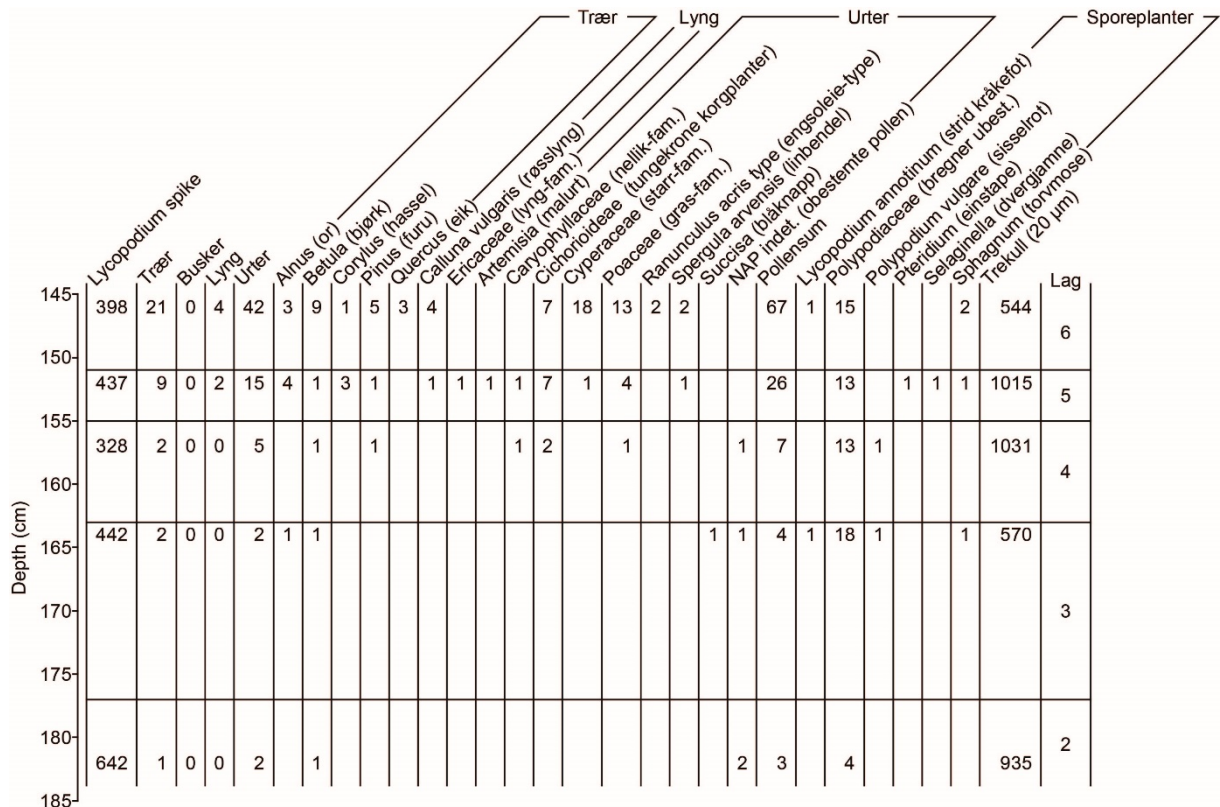 Trær Lyng Urter Sporeplanter
Lycopodium spike
Trær
Busker
Lyng
Urter
Alnus (or)
Betula (bjørk)
Corylus (hassel)
Pinus (furu)
Quercus (eik)
Calluna vulgaris (røsslyng)
Ericaceae (lyng-fam.)
Artemisia (malurt)
Caryophyllaceae (nellik-fam.)
Cichorioideae (tungekrone korgplanter)
Cyperaceae (starr-fam.)
Poaceae (gras-fam.)
Ranunculus acris type (engsoleie-type)
Spergula arvensis (linbendel)
Succisa (blåknapp)
NAP indet. (obestemte pollen)
Pollensum
Lycopodium annotinum (strid kråkefot)
Polypodiaceae (bregner ubest.)
Polypodium vulgare (sisselrot)
Pteridium (einstape)
Selaginella (dvergjamne)
Sphagnum (torvmose)
Trekull (20 µm)
Lag
145
398 21 0 4 42 3 9 1 5 3 4 7 18 13 2 2 67 1 15 2 544
6
150
437 9 0 2 15 4 1 3 1 1 1 1 1 7 1 4 1 26 13 1 1 1 1015
5
155
328 2 0 0 5 1 1 1 2 1 1 7 13 1 1031
4
160
442 2 0 0 2 1 1 1 1 4 1 18 1 1 570
165
170
3
175
180
2
642 1 0 0 2 1 2 3 4 935
185
Depth (cm)